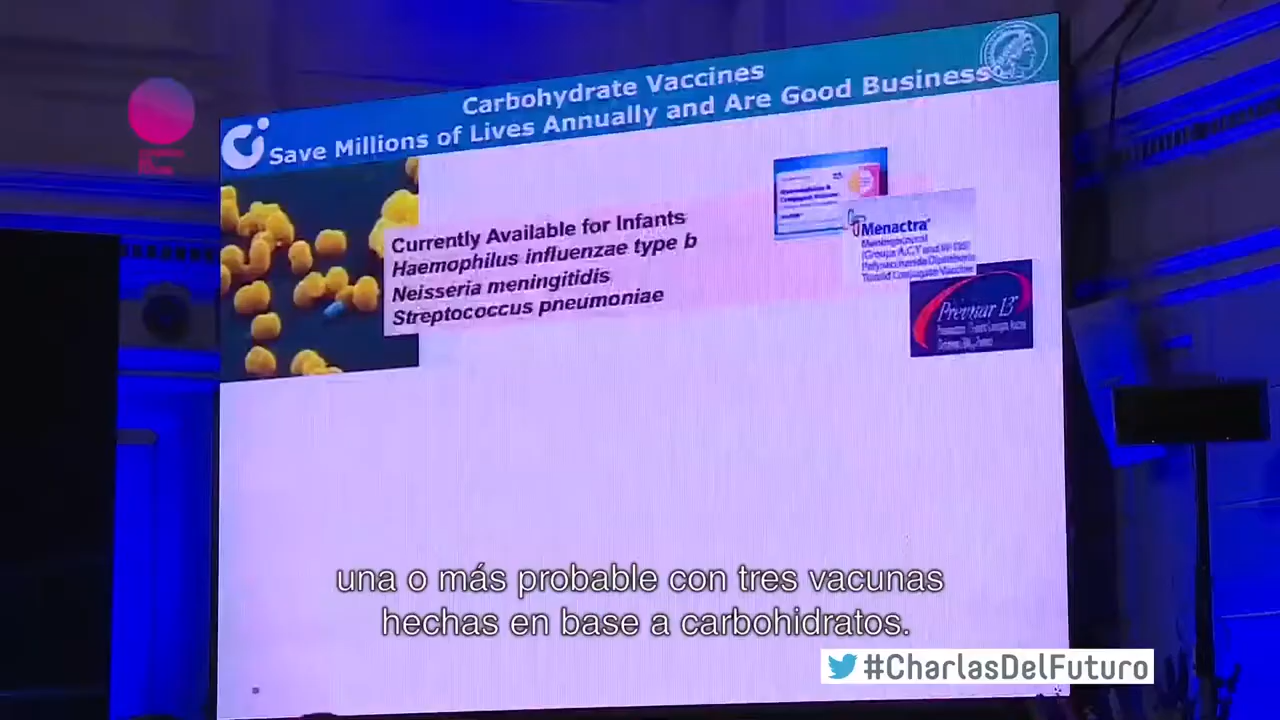 Carbohydrate Vaccines
Save Millions of Lives Annually and Are Good Business
Currently Available for Infants
Haemophilus influenzae type b
Neisseria meningitidis
Streptococcus pneumoniae
Menactra
Meningococcal
Prevnar 13
una o más probable con tres vacunas
hechas en base a carbohidratos.
#CharlasDelFuturo